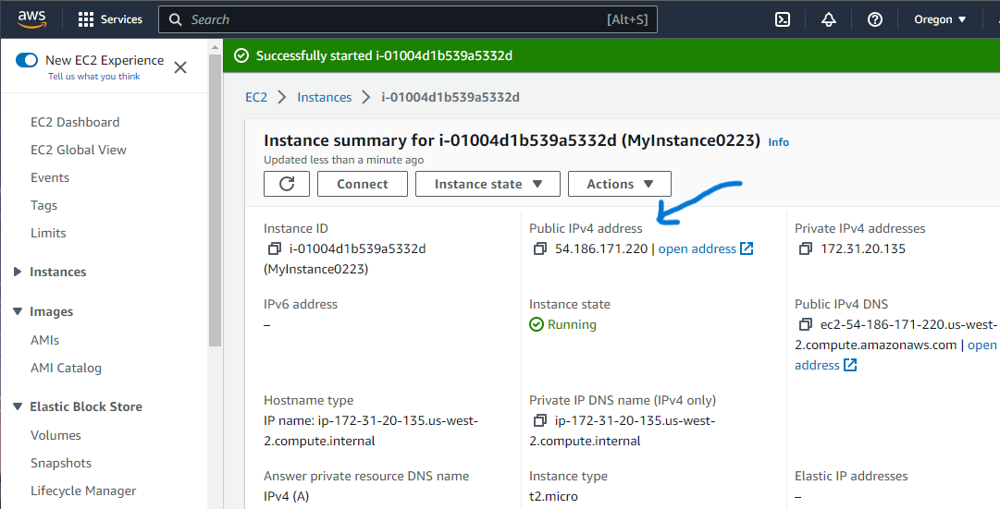 aws
Services
Search
[Alt+S]
Oregon
New EC2 Experience
Tell us what you think
EC2 Dashboard
EC2 Global View
Events
Tags
Limits
Instances
Images
AMIs
AMI Catalog
Elastic Block Store
Volumes
Snapshots
Lifecycle Manager
Successfully started i-01004d1b539a5332d
EC2
Instances
i-01004d1b539a5332d
Instance summary for i-01004d1b539a5332d (MyInstance0223) Info
Updated less than a minute ago
Connect
Instance state
Actions
Instance ID
i-01004d1b539a5332d
(MyInstance0223)
Public IPv4 address
54.186.171.220 | open address
Private IPv4 addresses
172.31.20.135
IPv6 address
–
Instance state
Running
Public IPv4 DNS
ec2-54-186-171-220.us-west-
2.compute.amazonaws.com | open
address
Hostname type
IP name: ip-172-31-20-135.us-west-
2.compute.internal
Private IP DNS name (IPv4 only)
ip-172-31-20-135.us-west-
2.compute.internal
Answer private resource DNS name
IPv4 (A)
Instance type
t2.micro
Elastic IP addresses
–